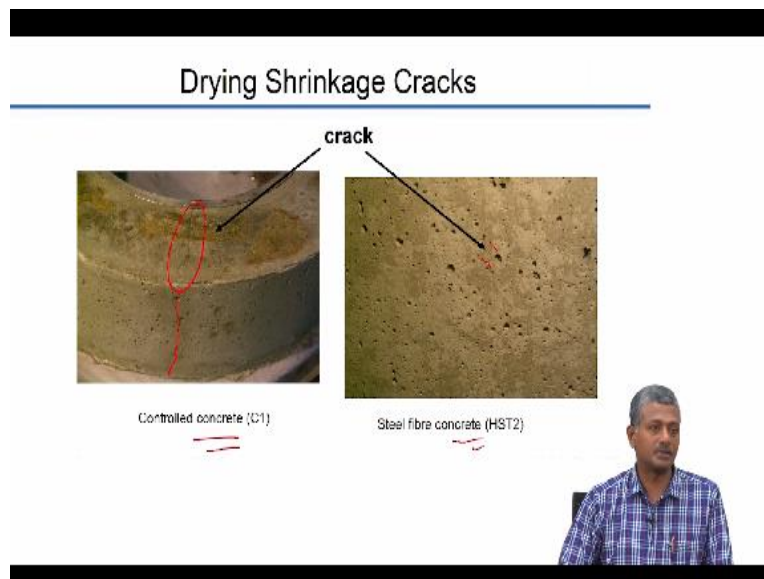 Drying Shrinkage Cracks
crack
Controlled concrete (C1)
Steel fibre concrete (HST2)